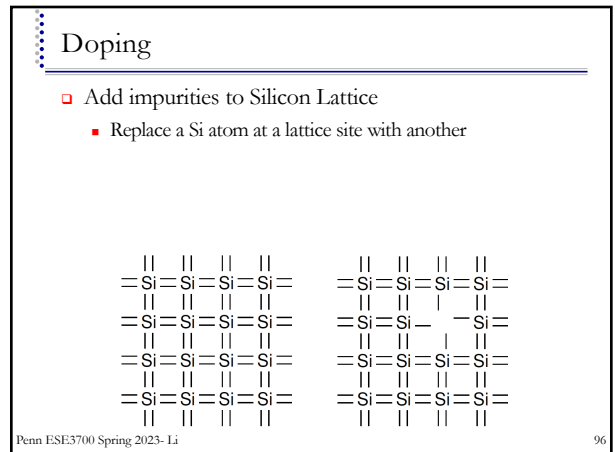 Doping
Add impurities to Silicon Lattice
Replace a Si atom at a lattice site with another
Si Si Si Si Si Si Si Si
Si Si Si Si Si Si Si
Si Si Si Si Si Si Si Si
Si Si Si Si Si Si Si Si
Penn ESE3700 Spring 2023- Li 96